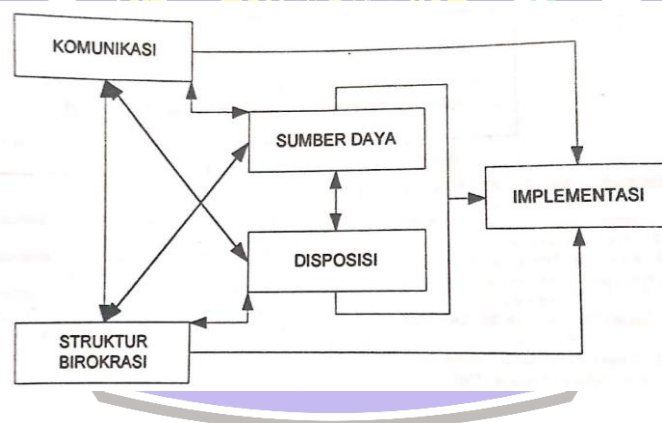 KOMUNIKASI
SUMBER DAYA
IMPLEMENTASI
DISPOSISI
STRUKTUR
BIROKRASI